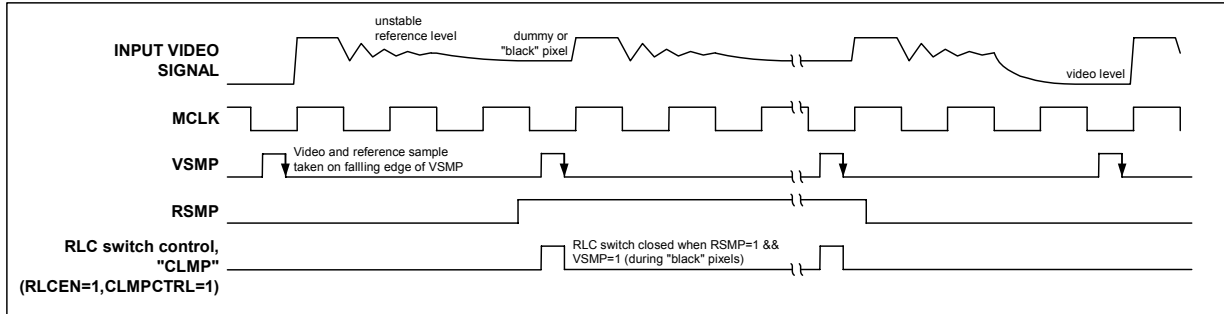 unstable
reference level
dummy or
"black" pixel
INPUT VIDEO
SIGNAL
video level
MCLK
VSMP
Video and reference sample
taken on fallling edge of VSMP
RSMP
RLC switch control,
"CLMP"
(RLCEN=1,CLMPCTRL=1)
RLC switch closed when RSMP=1 &&
VSMP=1 (during "black" pixels)